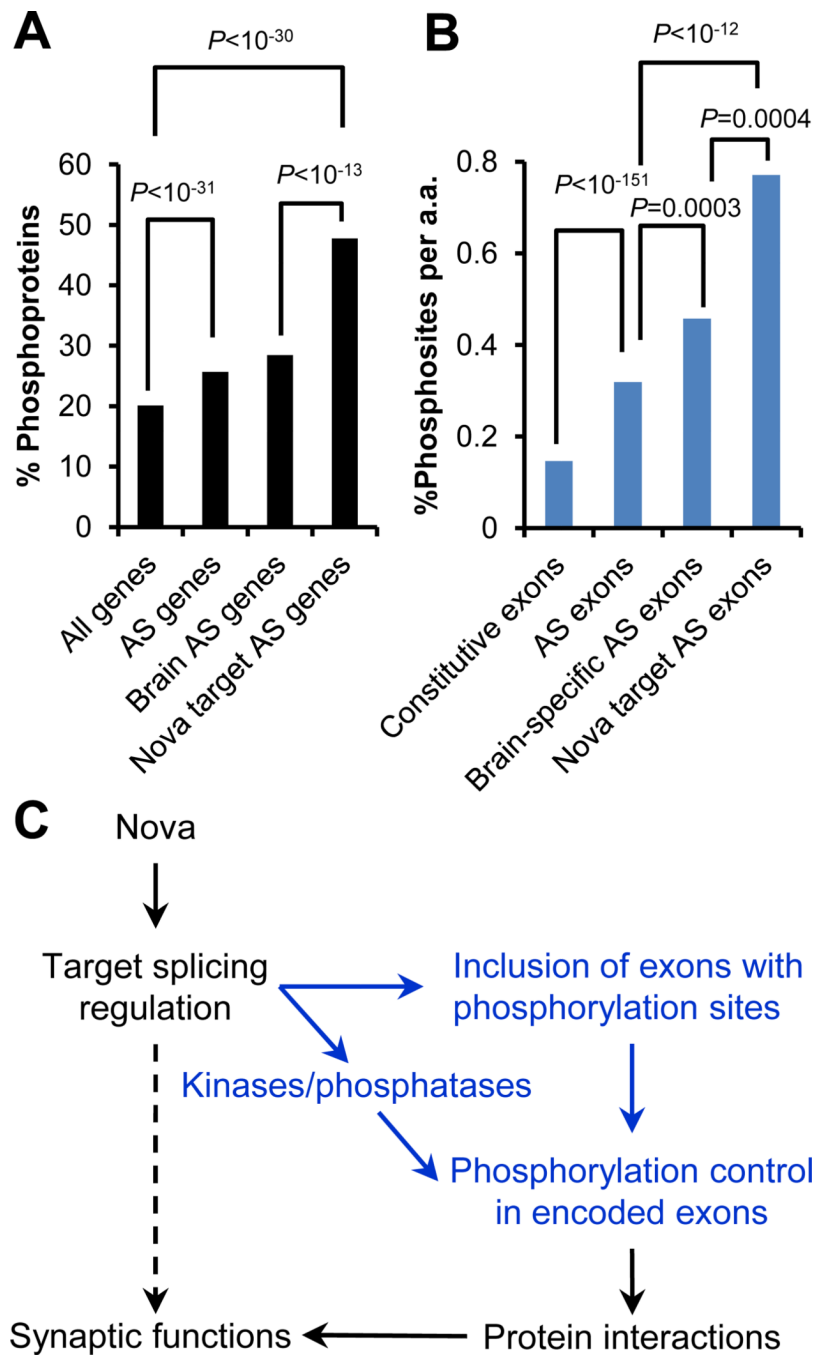 A
P<10⁻³⁰
P<10⁻³¹
P<10⁻¹³
% Phosphoproteins
60
50
40
30
20
10
0
All genes
AS genes
Brain AS genes
Nova target AS genes
B
P<10⁻¹²
P=0.0004
P<10⁻¹⁵¹
P=0.0003
%Phosphosites per a.a.
0.8
0.6
0.4
0.2
0
Constitutive exons
AS exons
Brain-specific AS exons
Nova target AS exons
C
Nova
Target splicing
regulation
Inclusion of exons with
phosphorylation sites
Kinases/phosphatases
Phosphorylation control
in encoded exons
Synaptic functions
Protein interactions